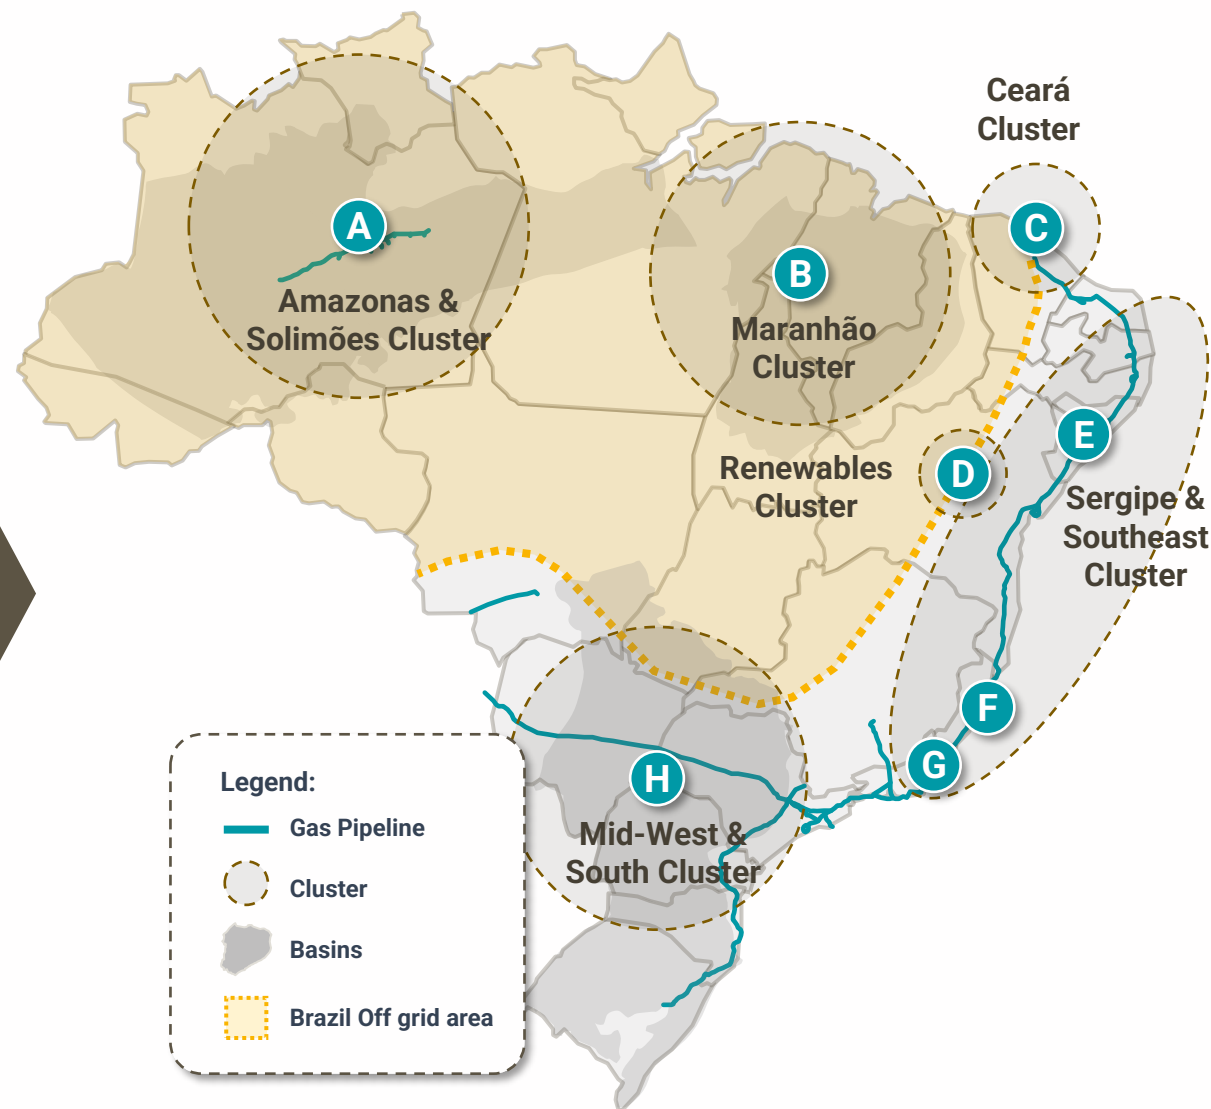 Ceará
Cluster
A
Amazonas &
Solimões Cluster
B
Maranhão
Cluster
C
D
Renewables
Cluster
E
Sergipe &
Southeast
Cluster
F
G
H
Mid-West &
South Cluster
Legend:
Gas Pipeline
Cluster
Basins
Brazil Off grid area